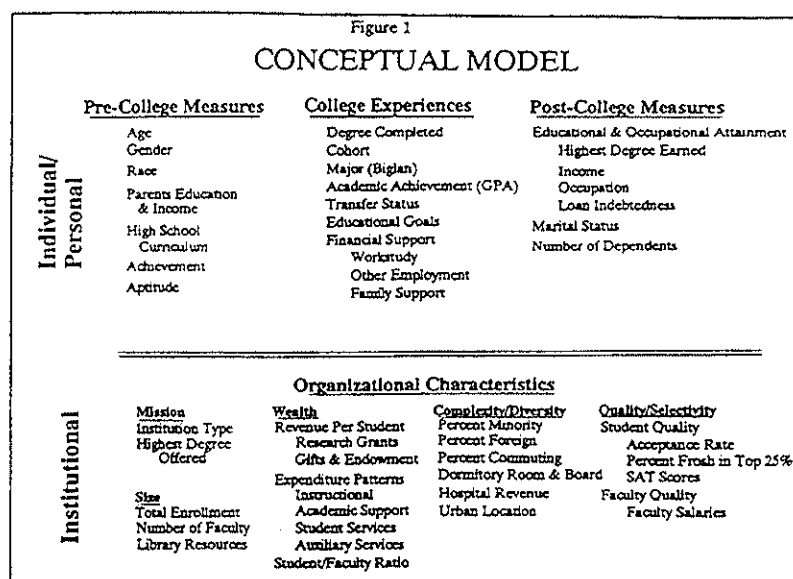 Figure 1
CONCEPTUAL MODEL
Individual/
Personal
Pre-College Measures
Age
Gender
Race
Parents Education
& Income
High School
Curriculum
Achievement
Aptitude
College Experiences
Degree Completed
Cohort
Major (Biglan)
Academic Achievement (GPA)
Transfer Status
Educational Goals
Financial Support
Workstudy
Other Employment
Family Support
Post-College Measures
Educational & Occupational Attainment
Highest Degree Earned
Income
Occupation
Loan Indebtedness
Marital Status
Number of Dependents
Institutional
Organizational Characteristics
Mission
Institution Type
Highest Degree
Offered
Size
Total Enrollment
Number of Faculty
Library Resources
Wealth
Revenue Per Student
Research Grants
Gifts & Endowment
Expenditure Patterns
Instructional
Academic Support
Student Services
Auxiliary Services
Student/Faculty Ratio
Complexity/Diversity
Percent Minority
Percent Foreign
Percent Commuting
Dormitory Room & Board
Hospital Revenue
Urban Location
Quality/Selectivity
Student Quality
Acceptance Rate
Percent Frosh in Top 25%
SAT Scores
Faculty Quality
Faculty Salaries